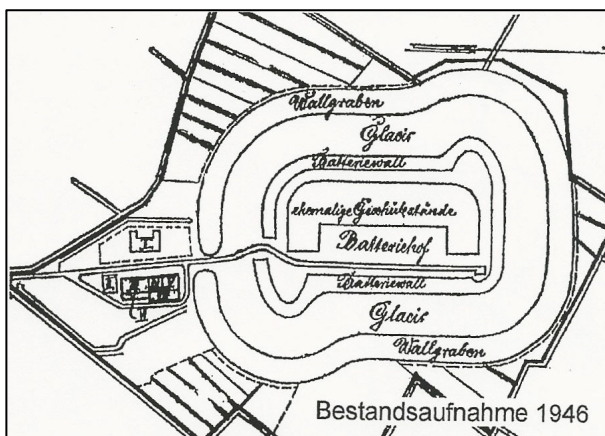 Wallgraben
Glacis
Batteriewall
ehemalige Geschützstände
Batteriehof
Batteriewall
Glacis
Wallgraben
Bestandsaufnahme 1946